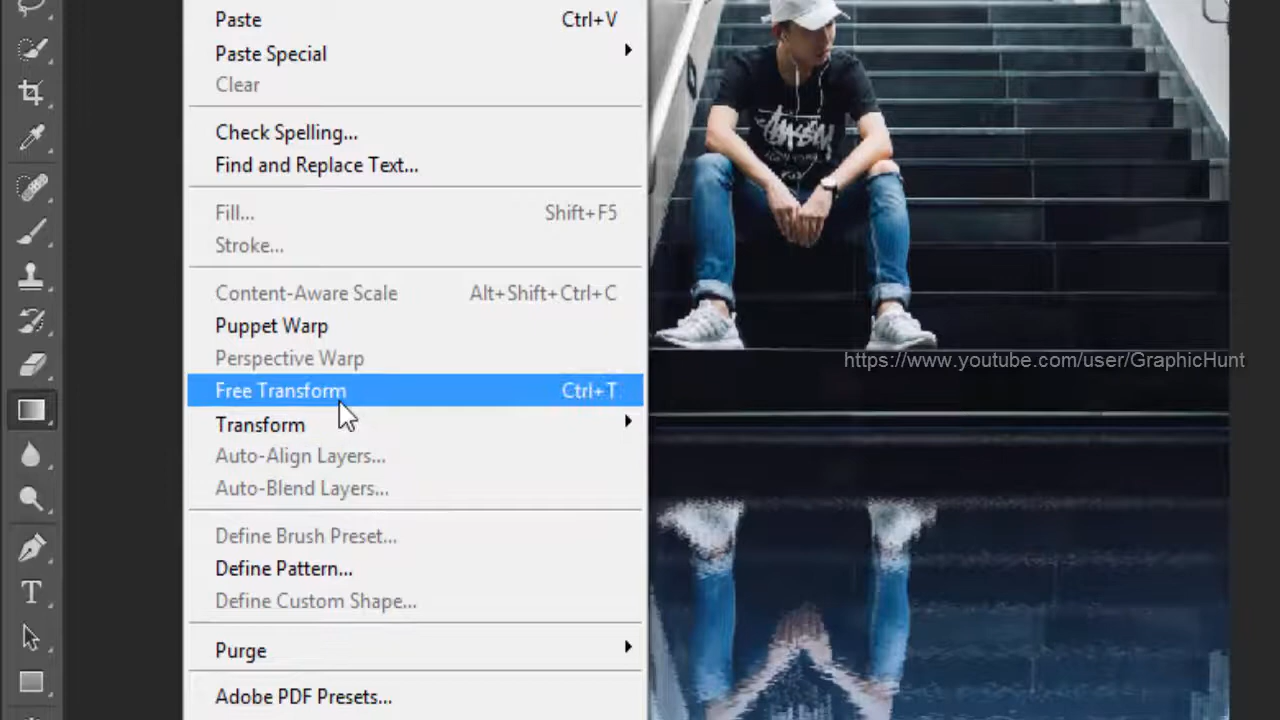 Paste Ctrl+V
Paste Special
Clear
Check Spelling...
Find and Replace Text...
Fill... Shift+F5
Stroke...
Content-Aware Scale Alt+Shift+Ctrl+C
Puppet Warp
Perspective Warp
https://www.youtube.com/user/GraphicHunt
Free Transform Ctrl+T
Transform
Auto-Align Layers...
Auto-Blend Layers...
Define Brush Preset...
Define Pattern...
Define Custom Shape...
Purge
Adobe PDF Presets...